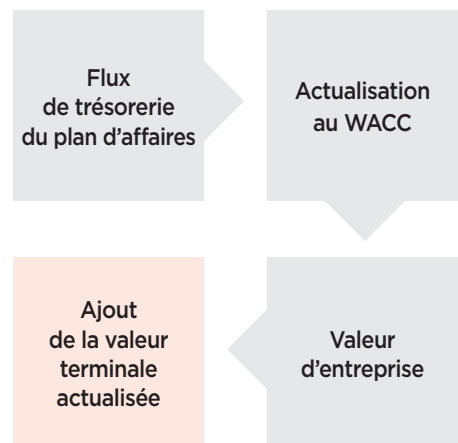 Flux
de trésorerie
du plan d’affaires
Actualisation
au WACC
Valeur
d’entreprise
Ajout
de la valeur
terminale
actualisée